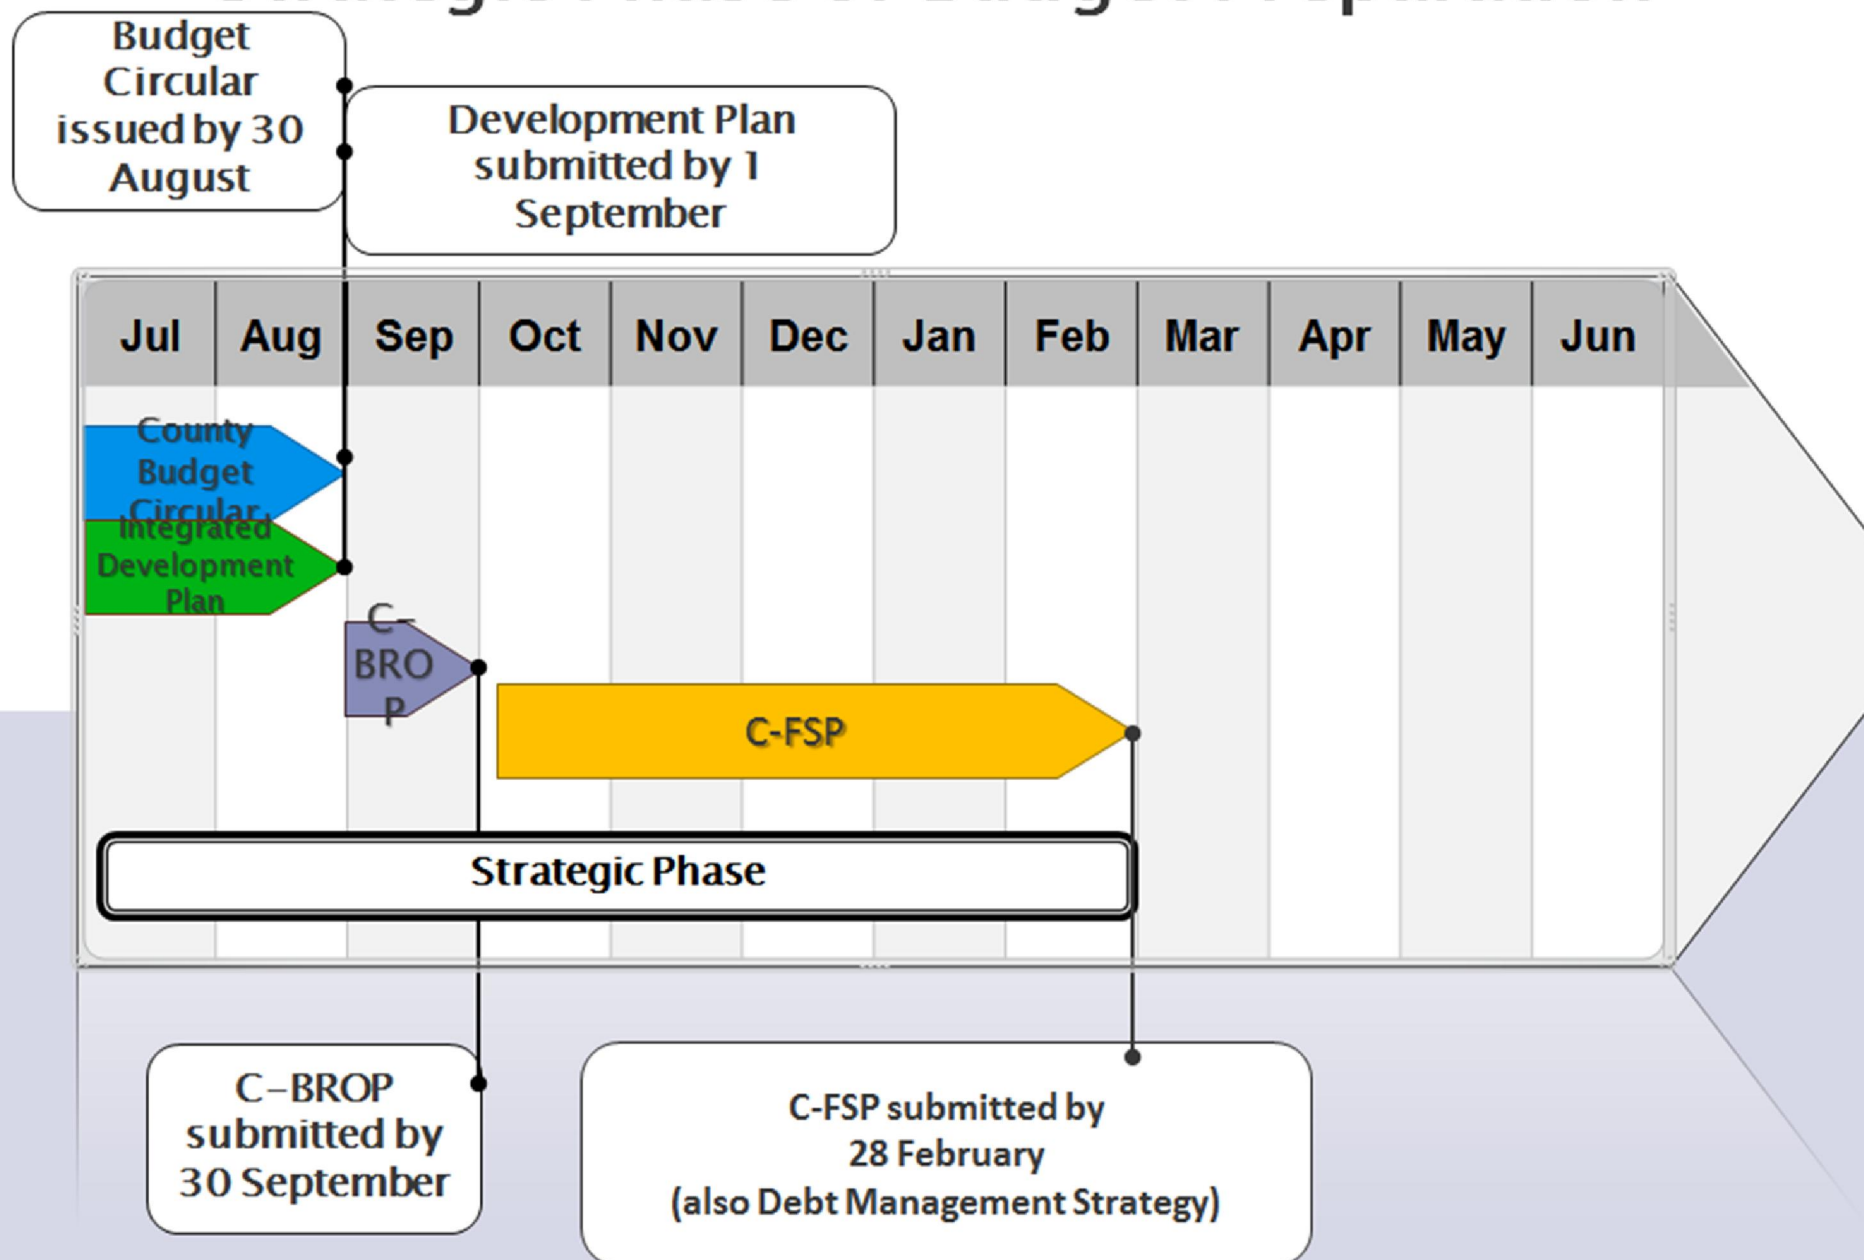 Budget
Circular
issued by 30
August
Development Plan
submitted by 1
September
Jul Aug Sep Oct Nov Dec Jan Feb Mar Apr May Jun
County
Budget
Circular
Integrated
Development
Plan
C-
BRO
P
C-FSP
Strategic Phase
C-BROP
submitted by
30 September
C-FSP submitted by
28 February
(also Debt Management Strategy)